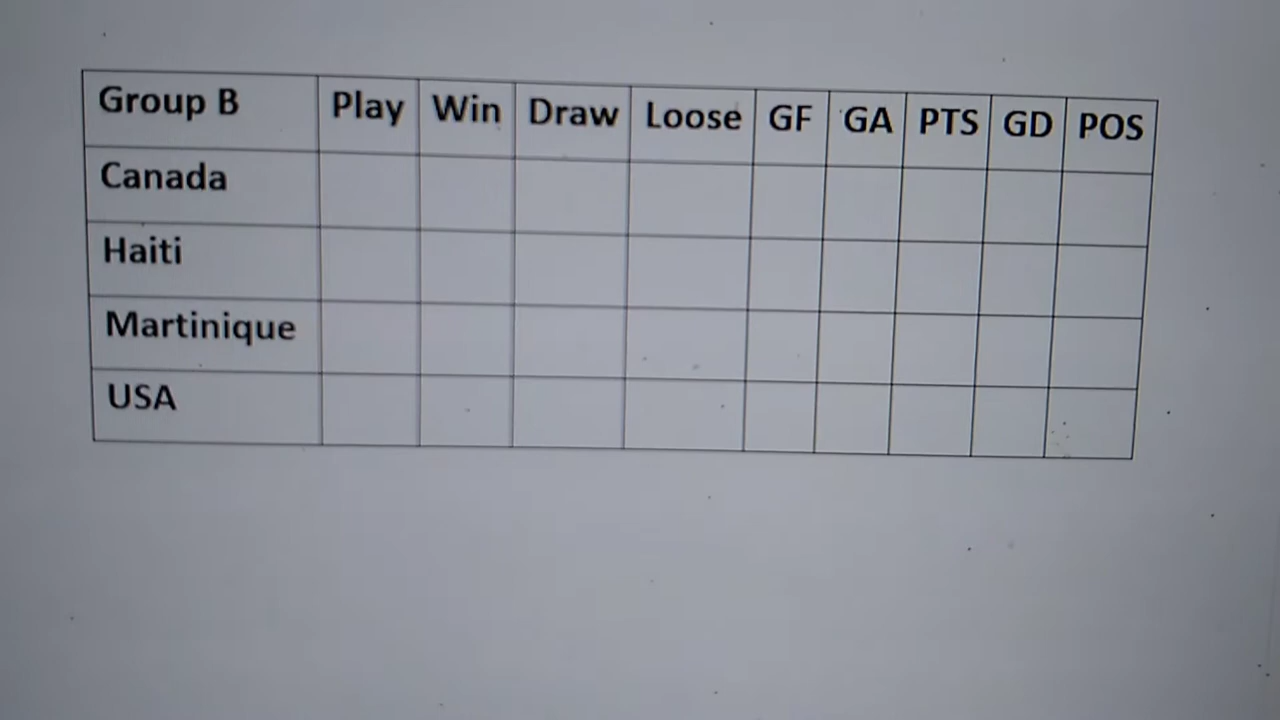 Group B Play Win Draw Loose GF GA PTS GD POS
Canada
Haiti
Martinique
USA